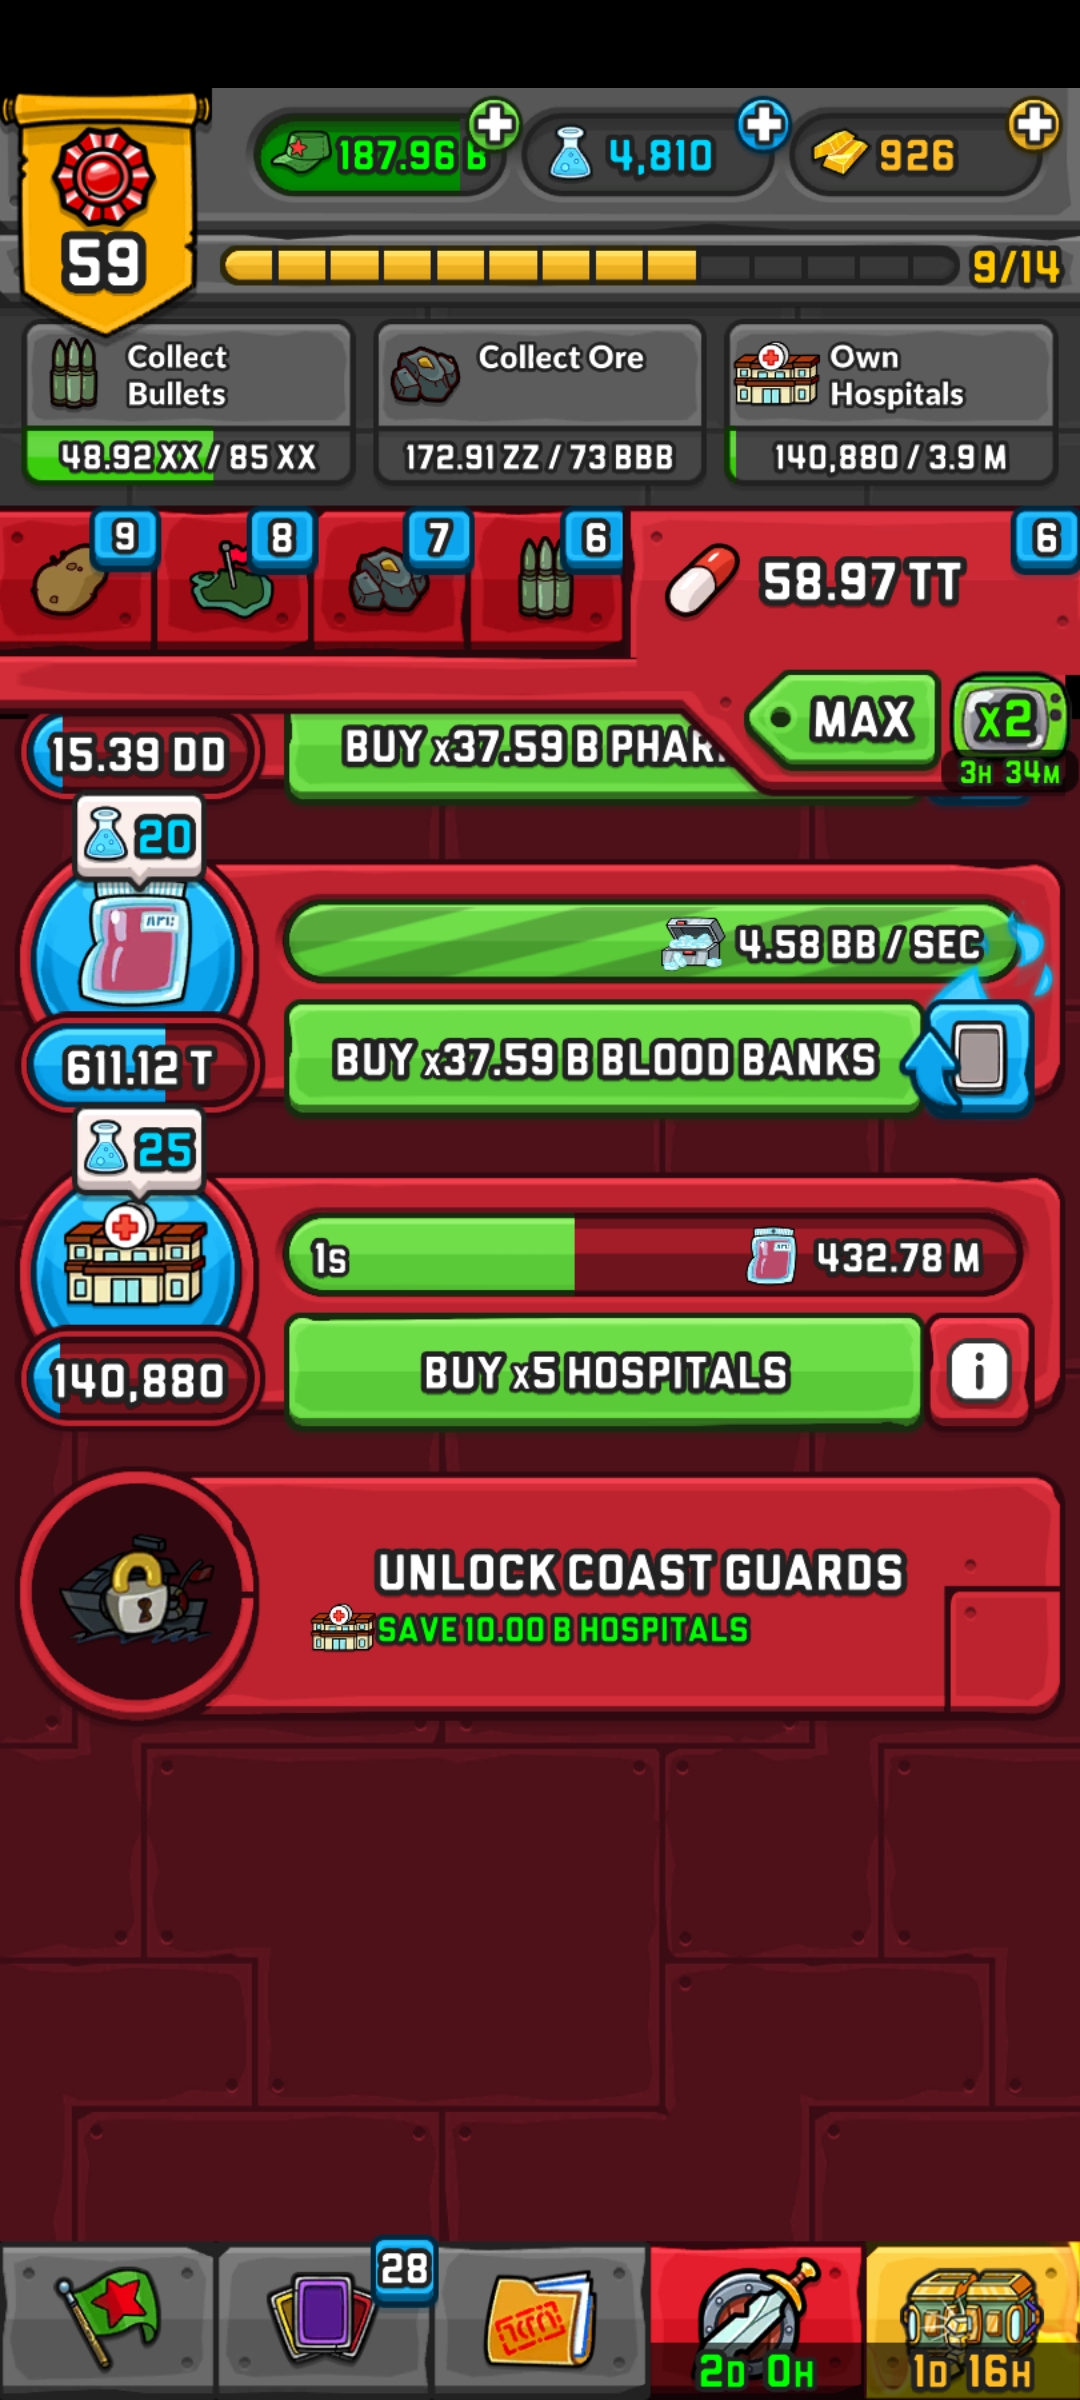 187.96 B
4,810
926
59
9/14
Collect
Bullets
48.92 XX / 85 XX
Collect Ore
172.91 ZZ / 73 BBB
Own
Hospitals
140,880 / 3.9 M
9
8
7
6
58.97 TT
6
MAX
x2
3H 34M
15.39 DD
BUY x37.59 B PHAR
20
4.58 BB / SEC
611.12 T
BUY x37.59 B BLOOD BANKS
25
1s
432.78 M
140,880
BUY x5 HOSPITALS
i
UNLOCK COAST GUARDS
SAVE 10.00 B HOSPITALS
28
2D 0H
1D 16H